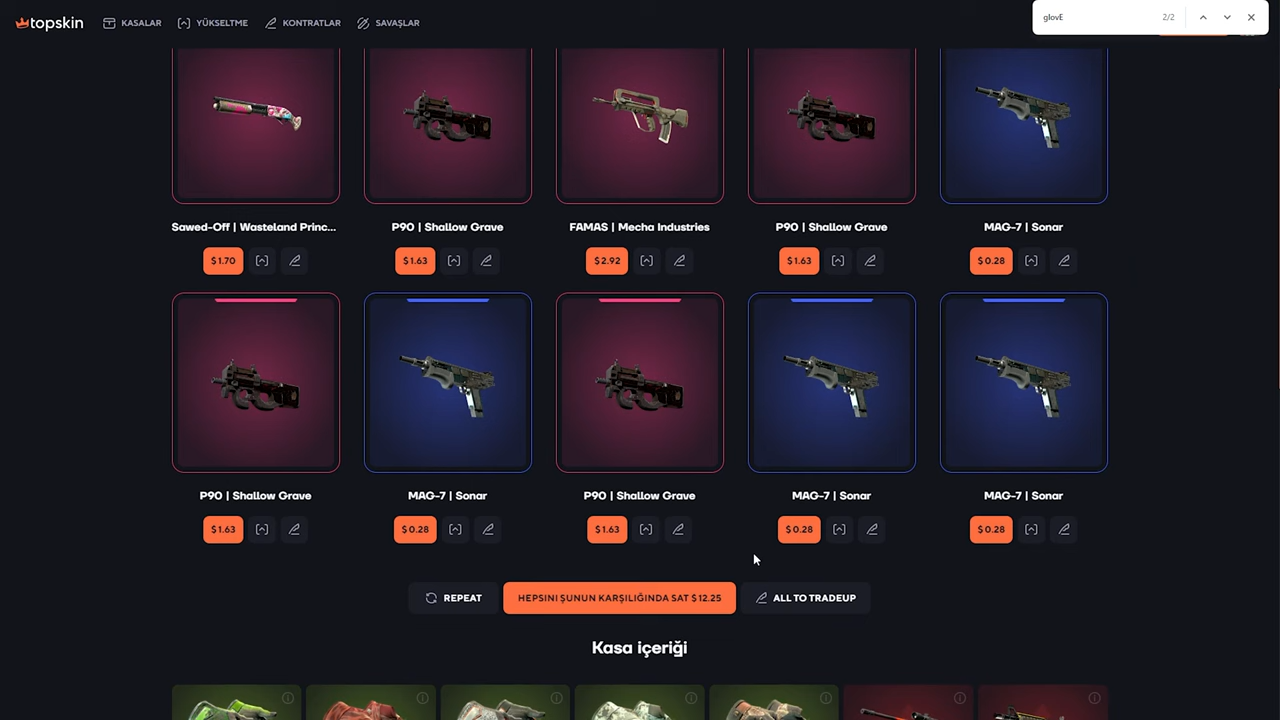 topskin
KASALAR
YÜKSELTME
KONTRATLAR
SAVAŞLAR
glovE
2/2
Sawed-Off | Wasteland Princ...
P90 | Shallow Grave
FAMAS | Mecha Industries
P90 | Shallow Grave
MAG-7 | Sonar
$1.70
$1.63
$2.92
$1.63
$0.28
P90 | Shallow Grave
MAG-7 | Sonar
P90 | Shallow Grave
MAG-7 | Sonar
MAG-7 | Sonar
$1.63
$0.28
$1.63
$0.28
$0.28
REPEAT
HEPSINI ŞUNUN KARŞILIĞINDA SAT $12.25
ALL TO TRADEUP
Kasa içeriği